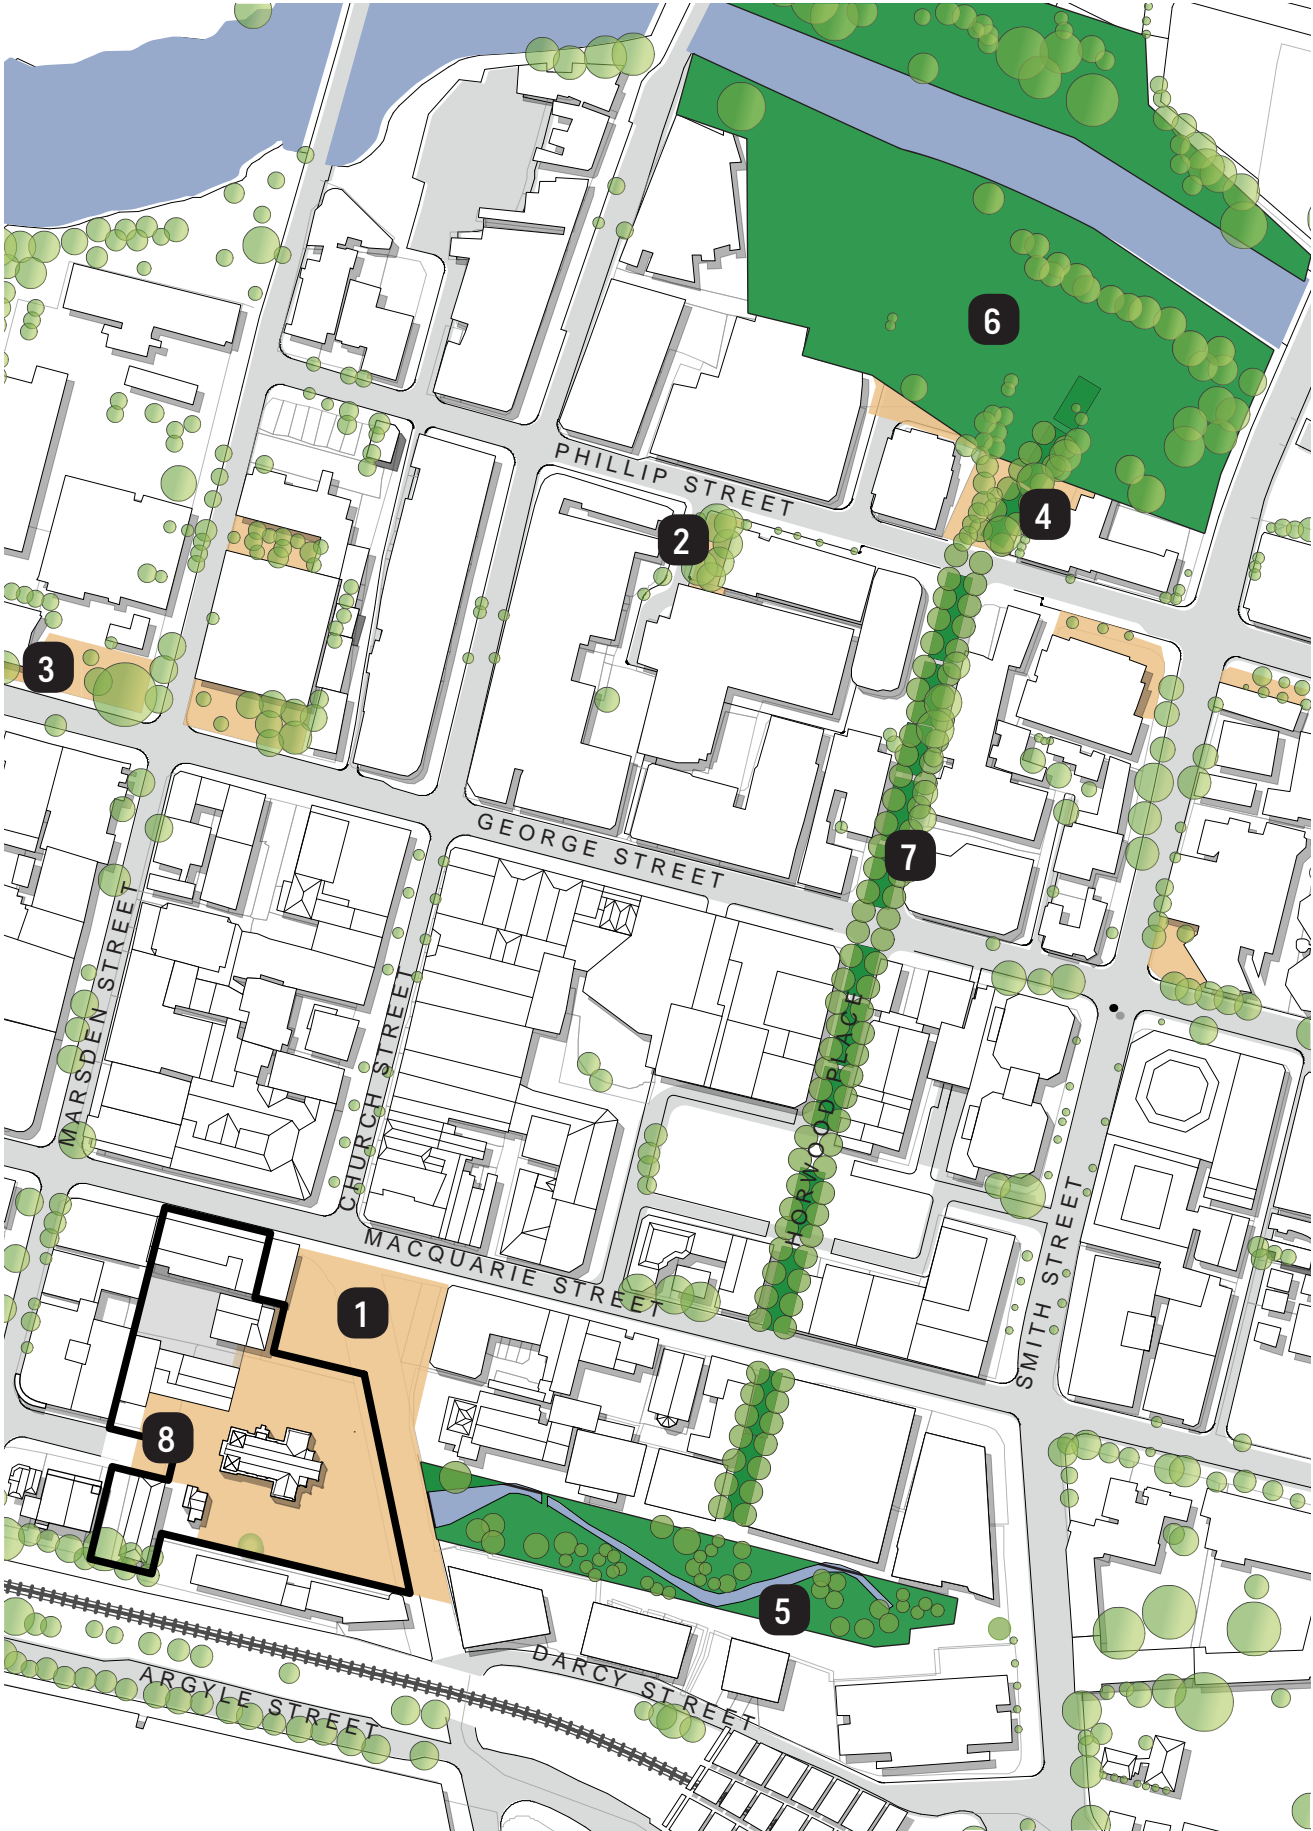 6
PHILLIP STREET
4
2
3
GEORGE STREET
7
MARSDEN STREET
CHURCH STREET
HORWOOD PLACE
SMITH STREET
MACQUARIE STREET
1
8
5
DARCY STREET
ARGYLE STREET